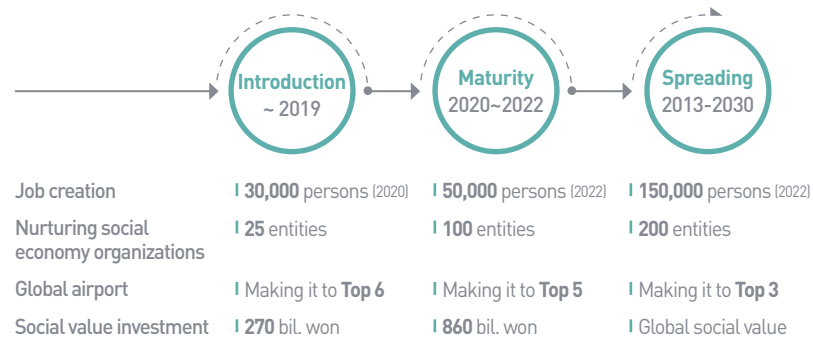 Introduction
~ 2019
Maturity
2020~2022
Spreading
2013-2030
Job creation
30,000 persons (2020)
50,000 persons (2022)
150,000 persons (2022)
Nurturing social
economy organizations
25 entities
100 entities
200 entities
Global airport
Making it to Top 6
Making it to Top 5
Making it to Top 3
Social value investment
270 bil. won
860 bil. won
Global social value